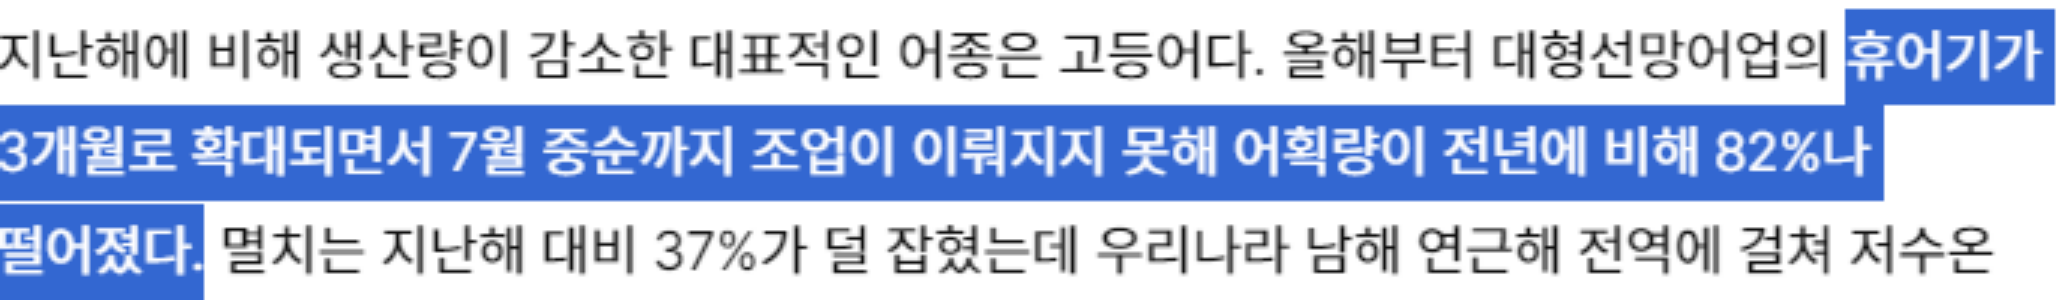 지난해에 비해 생산량이 감소한 대표적인 어종은 고등어다. 올해부터 대형선망어업의 휴어기가
3개월로 확대되면서 7월 중순까지 조업이 이뤄지지 못해 어획량이 전년에 비해 82%나
떨어졌다. 멸치는 지난해 대비 37%가 덜 잡혔는데 우리나라 남해 연근해 전역에 걸쳐 저수온